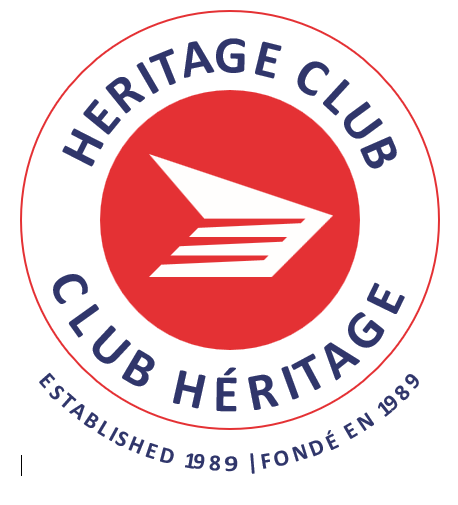 HERITAGE CLUB
CLUB HÉRITAGE
ESTABLISHED 1989 |FONDÉ EN 1989